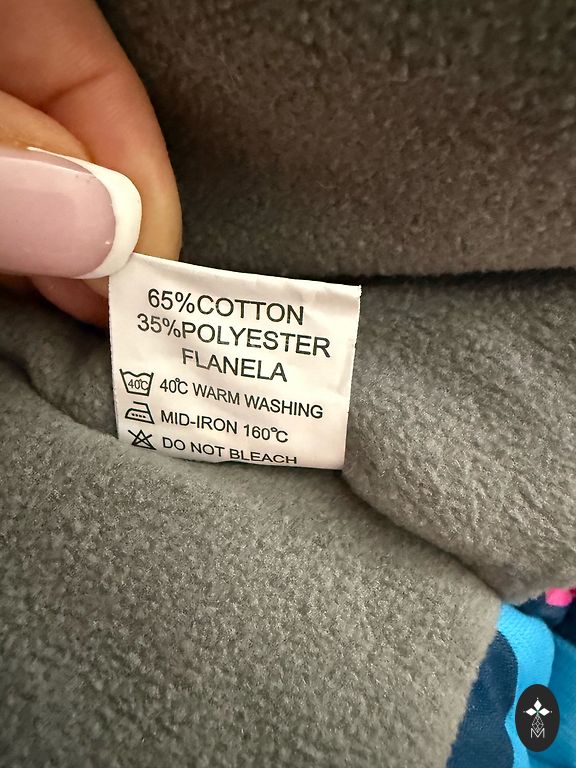 65%COTTON
35%POLYESTER
FLANELA
40℃ 40℃ WARM WASHING
MID-IRON 160℃
DO NOT BLEACH
M